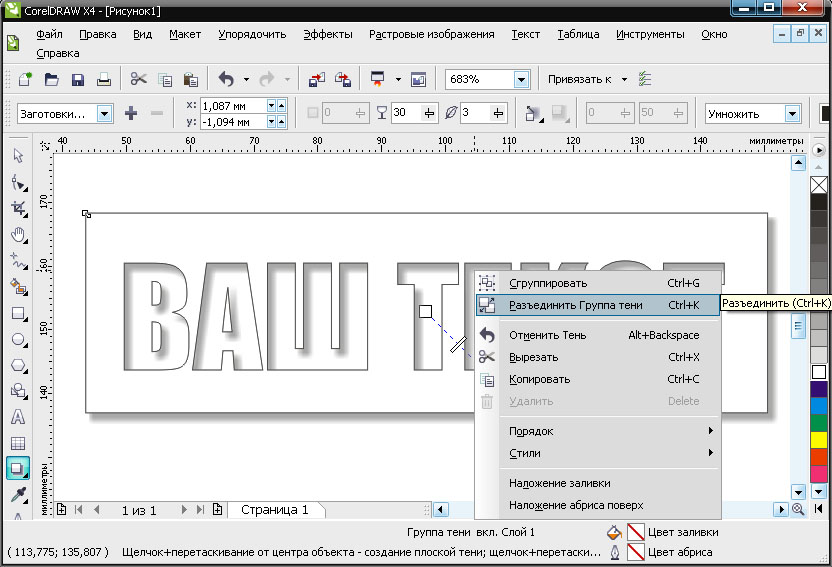 CorelDRAW X4 - [Рисунок1]
Файл Правка Вид Макет Упорядочить Эффекты Растровые изображения Текст Таблица Инструменты Окно
Справка
683% Привязать к
Заготовки... x: 1,087 мм 0 30 3 0 50 Умножить
y: -1,094 мм
40 50 60 70 80 90 100 110 120 130 140 миллиметры
170
160
150
140
миллиметры
ВАШ ТЕКСТ
Сгруппировать Ctrl+G
Разъединить Группа тени Ctrl+K
Разъединить (Ctrl+K)
Отменить Тень Alt+Backspace
Вырезать Ctrl+X
Копировать Ctrl+C
Удалить Delete
Порядок
Стили
Наложение заливки
Наложение абриса поверх
1 из 1 Страница 1
Группа тени вкл. Слой 1 Цвет заливки
( 113,775; 135,807 ) Щелчок+перетаскивание от центра объекта - создание плоской тени; щелчок+перетаски... Цвет абриса